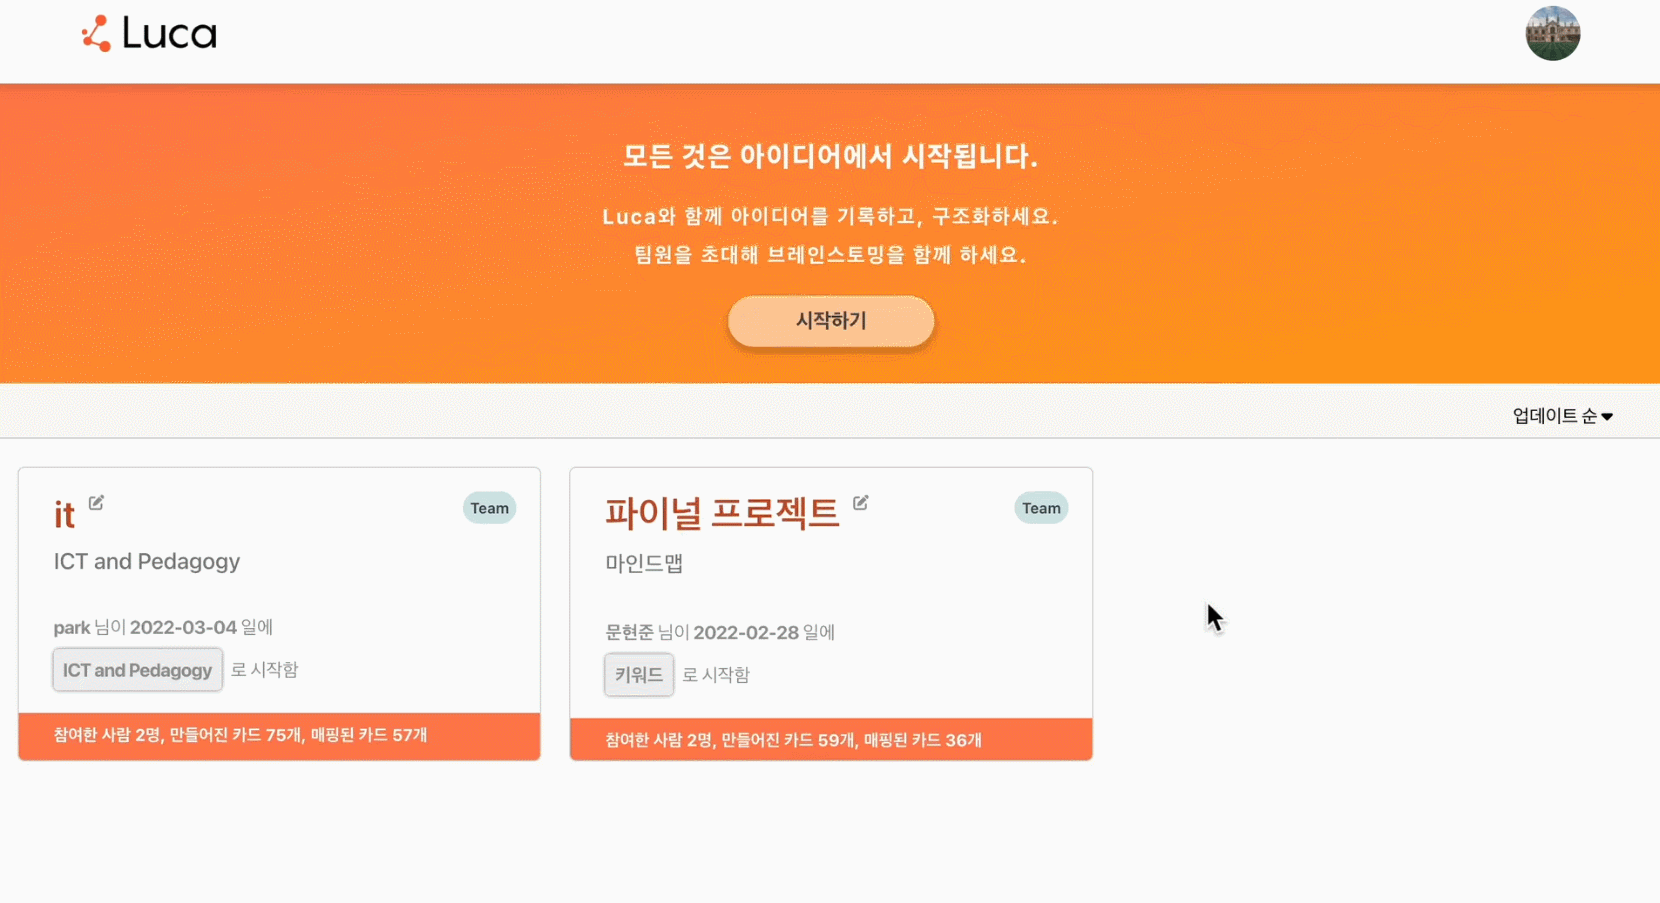 Luca
모든 것은 아이디어에서 시작됩니다.
Luca와 함께 아이디어를 기록하고, 구조화하세요.
팀원을 초대해 브레인스토밍을 함께 하세요.
시작하기
업데이트 순
it
Team
ICT and Pedagogy
park 님이 2022-03-04 일에
ICT and Pedagogy 로 시작함
참여한 사람 2명, 만들어진 카드 75개, 매핑된 카드 57개
파이널 프로젝트
Team
마인드맵
문현준 님이 2022-02-28 일에
키워드 로 시작함
참여한 사람 2명, 만들어진 카드 59개, 매핑된 카드 36개